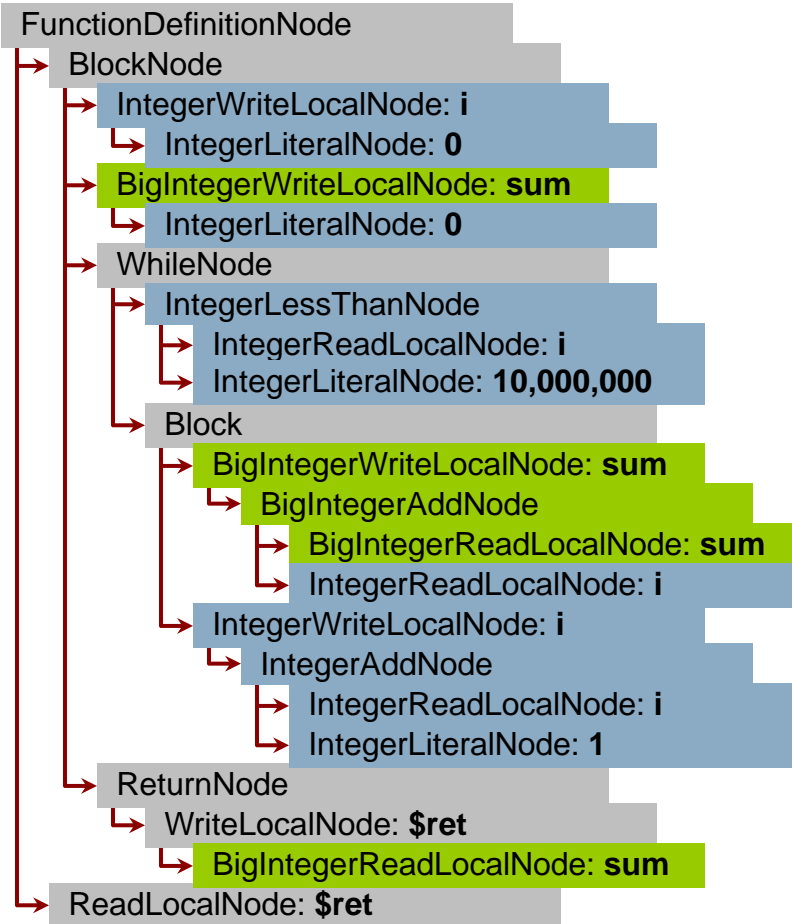 FunctionDefinitionNode
BlockNode
IntegerWriteLocalNode: i
IntegerLiteralNode: 0
BigIntegerWriteLocalNode: sum
IntegerLiteralNode: 0
WhileNode
IntegerLessThanNode
IntegerReadLocalNode: i
IntegerLiteralNode: 10,000,000
Block
BigIntegerWriteLocalNode: sum
BigIntegerAddNode
BigIntegerReadLocalNode: sum
IntegerReadLocalNode: i
IntegerWriteLocalNode: i
IntegerAddNode
IntegerReadLocalNode: i
IntegerLiteralNode: 1
ReturnNode
WriteLocalNode: $ret
BigIntegerReadLocalNode: sum
ReadLocalNode: $ret